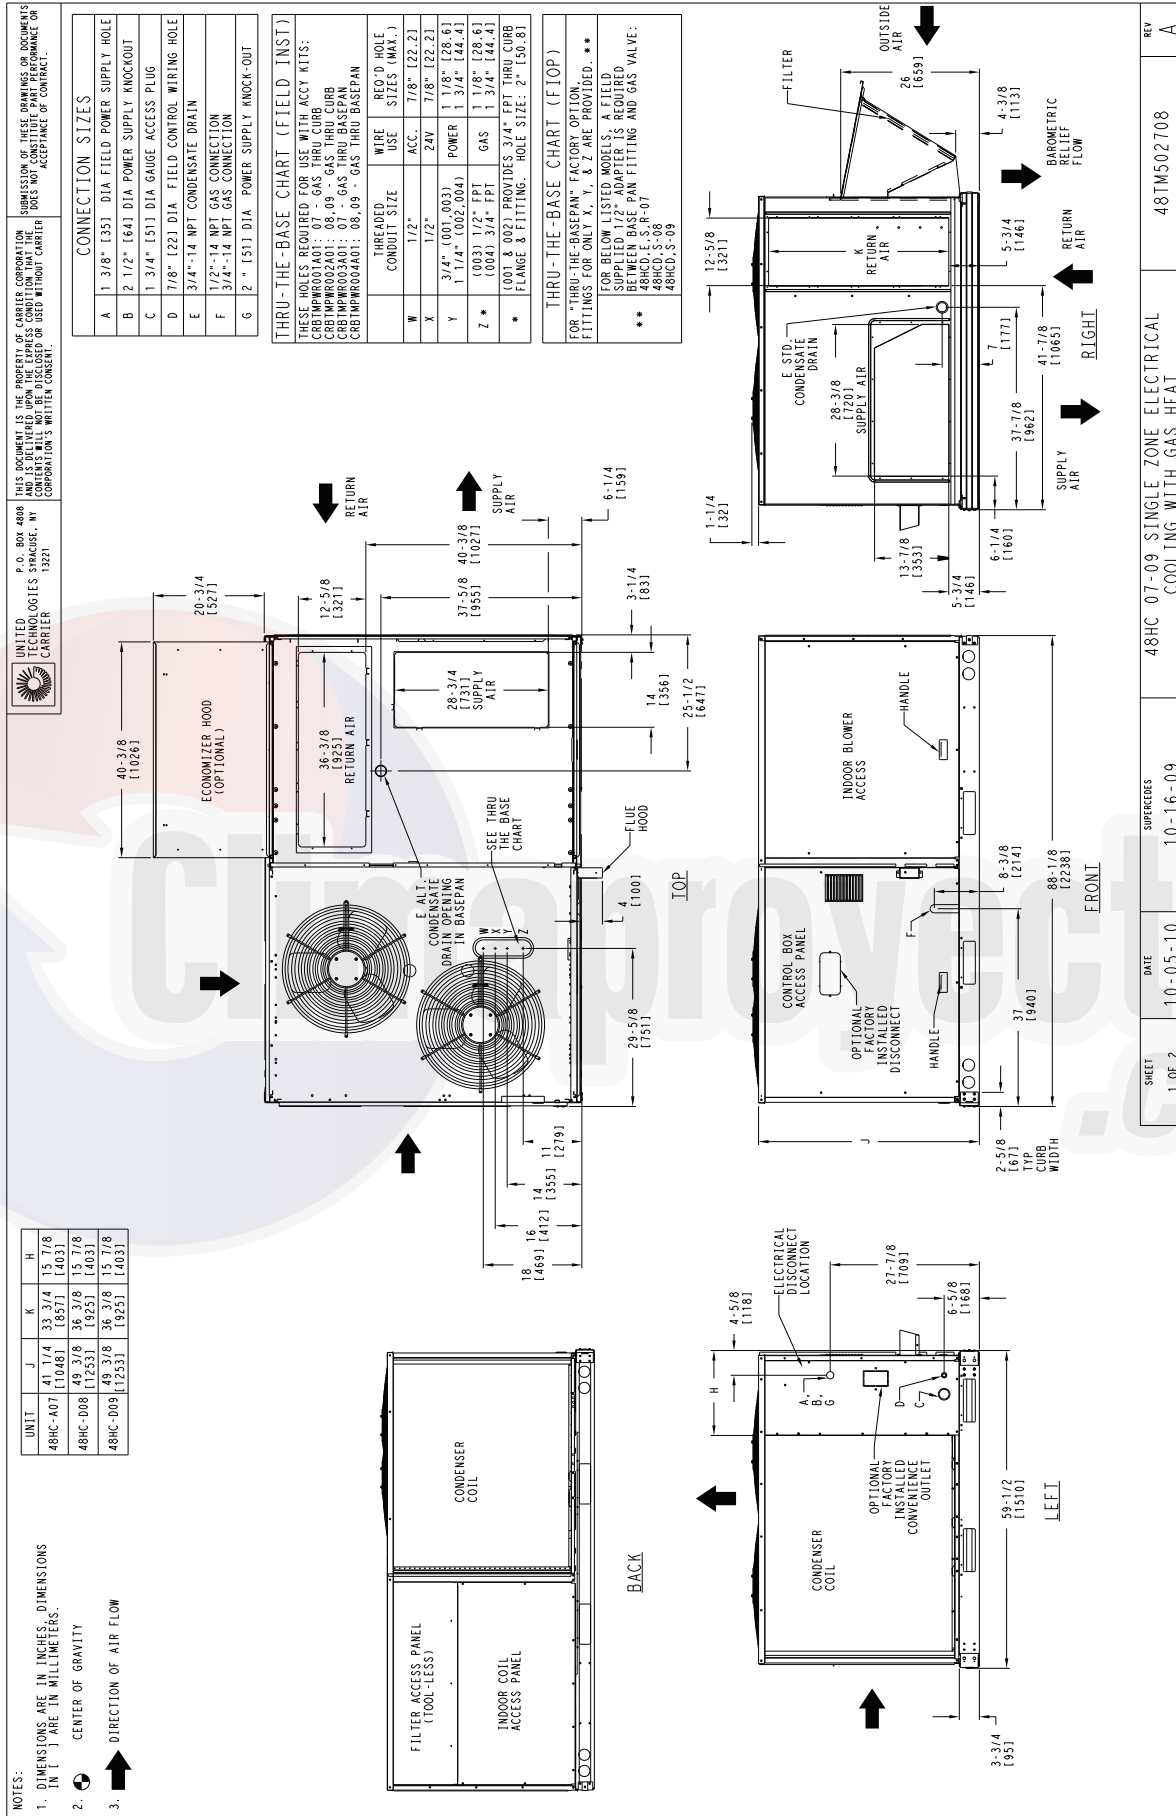 NOTES:
1. DIMENSIONS ARE IN INCHES, DIMENSIONS
IN [ ] ARE IN MILLIMETERS.
2. CENTER OF GRAVITY
3. DIRECTION OF AIR FLOW
UNIT J K H
48HC-A07 41 1/4 [1048] 33 3/4 [857] 15 7/8 [403]
48HC-D08 49 3/8 [1253] 36 3/8 [925] 15 7/8 [403]
48HC-D09 49 3/8 [1253] 36 3/8 [925] 15 7/8 [403]
UNITED
TECHNOLOGIES
CARRIER
P.O. BOX 4808
SYRACUSE, NY
13221
THIS DOCUMENT IS THE PROPERTY OF CARRIER CORPORATION
AND IS DELIVERED UPON THE EXPRESS CONDITION THAT THE
CONTENTS WILL NOT BE DISCLOSED OR USED WITHOUT CARRIER
CORPORATION'S WRITTEN CONSENT.
SUBMISSION OF THESE DRAWINGS OR DOCUMENTS
DOES NOT CONSTITUTE PART PERFORMANCE OR
ACCEPTANCE OF CONTRACT.
CONNECTION SIZES
A 1 3/8" [35] DIA FIELD POWER SUPPLY HOLE
B 2 1/2" [64] DIA POWER SUPPLY KNOCKOUT
C 1 3/4" [51] DIA GAUGE ACCESS PLUG
D 7/8" [22] DIA FIELD CONTROL WIRING HOLE
E 3/4"-14 NPT CONDENSATE DRAIN
F 1/2"-14 NPT GAS CONNECTION
3/4"-14 NPT GAS CONNECTION
G 2 " [51] DIA POWER SUPPLY KNOCK-OUT
THRU-THE-BASE CHART (FIELD INST)
THESE HOLES REQUIRED FOR USE WITH ACCY KITS:
CRBTMPWR001A01: 07 - GAS THRU CURB
CRBTMPWR002A01: 08,09 - GAS THRU CURB
CRBTMPWR003A01: 07 - GAS THRU BASEPAN
CRBTMPWR004A01: 08,09 - GAS THRU BASEPAN
THREADED CONDUIT SIZE WIRE USE REQ'D HOLE SIZES (MAX.)
W 1/2" ACC. 7/8" [22.2]
X 1/2" 24V 7/8" [22.2]
Y 3/4" (001,003) POWER 1 1/8" [28.6]
1 1/4" (002,004) 1 3/4" [44.4]
Z * (003) 1/2" FPT GAS 1 1/8" [28.6]
(004) 3/4" FPT 1 3/4" [44.4]
* (001 & 002) PROVIDES 3/4" FPT THRU CURB
FLANGE & FITTING. HOLE SIZE: 2" [50.8]
THRU-THE-BASE CHART (FIOP)
FOR "THRU-THE-BASEPAN" FACTORY OPTION,
FITTINGS FOR ONLY X, Y, & Z ARE PROVIDED. **
** FOR BELOW LISTED MODELS, A FIELD
SUPPLIED 1/2" ADAPTER IS REQUIRED
BETWEEN BASE PAN FITTING AND GAS VALVE:
48HCD,E,S,R-07
48HCD,S-08
48HCD,S-09
40-3/8
[1026]
20-3/4
[527]
ECONOMIZER HOOD
(OPTIONAL)
36-3/8
[925]
RETURN AIR
12-5/8
[321]
RETURN
AIR
40-3/8
[1027]
37-5/8
[955]
SUPPLY
AIR
6-1/4
[159]
28-3/4
[731]
SUPPLY
AIR
3-1/4
[83]
14
[356]
25-1/2
[647]
E ALT.
CONDENSATE
DRAIN OPENING
IN BASEPAN
SEE THRU
THE BASE
CHART
W
X
Y
Z
FLUE
HOOD
4
[100]
29-5/8
[751]
11
[279]
14
[355]
16
[412]
18
[469]
TOP
FILTER ACCESS PANEL
(TOOL-LESS)
INDOOR COIL
ACCESS PANEL
CONDENSER
COIL
BACK
CONDENSER
COIL
H
4-5/8
[118]
ELECTRICAL
DISCONNECT
LOCATION
A,
B,
G
27-7/8
[709]
6-5/8
[168]
D
C
OPTIONAL
FACTORY
INSTALLED
CONVENIENCE
OUTLET
59-1/2
[1510]
3-3/4
[95]
LEFT
J
CONTROL BOX
ACCESS PANEL
OPTIONAL
FACTORY
INSTALLED
DISCONNECT
HANDLE
F
INDOOR BLOWER
ACCESS
HANDLE
8-3/8
[214]
37
[940]
88-1/8
[2238]
2-5/8
[67]
TYP
CURB
WIDTH
FRONT
1-1/4
[32]
12-5/8
[321]
FILTER
OUTSIDE
AIR
26
[659]
4-3/8
[113]
BAROMETRIC
RELIEF
FLOW
K
RETURN
AIR
E STD.
CONDENSATE
DRAIN
28-3/8
[720]
SUPPLY AIR
13-7/8
[353]
5-3/4
[146]
6-1/4
[160]
7
[177]
37-7/8
[962]
41-7/8
[1065]
5-3/4
[146]
RETURN
AIR
SUPPLY
AIR
RIGHT
SHEET
1 OF 2
DATE
10-05-10
SUPERCEDES
10-16-09
48HC 07-09 SINGLE ZONE ELECTRICAL
COOLING WITH GAS HEAT
48TM502708
REV
A
Climaproyect
.c